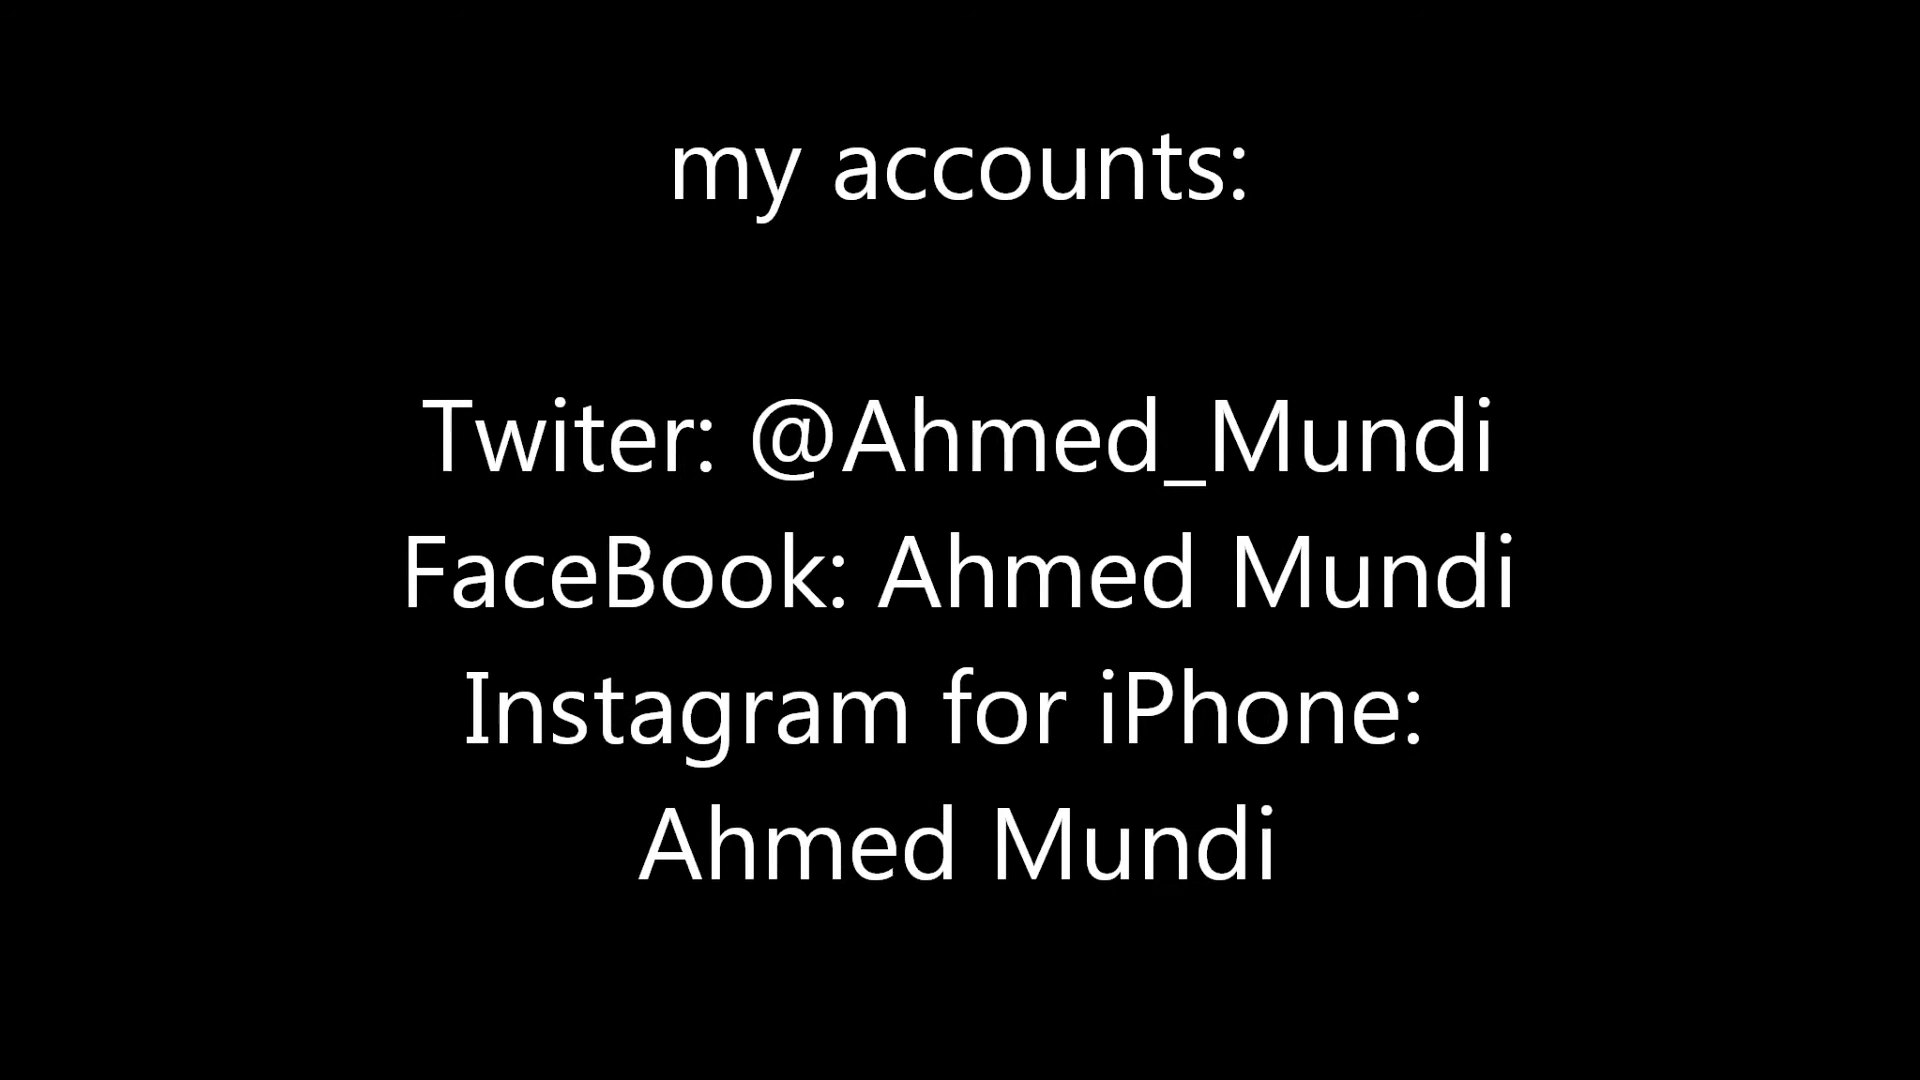 my accounts:
Twiter: @Ahmed_Mundi
FaceBook: Ahmed Mundi
Instagram for iPhone:
Ahmed Mundi